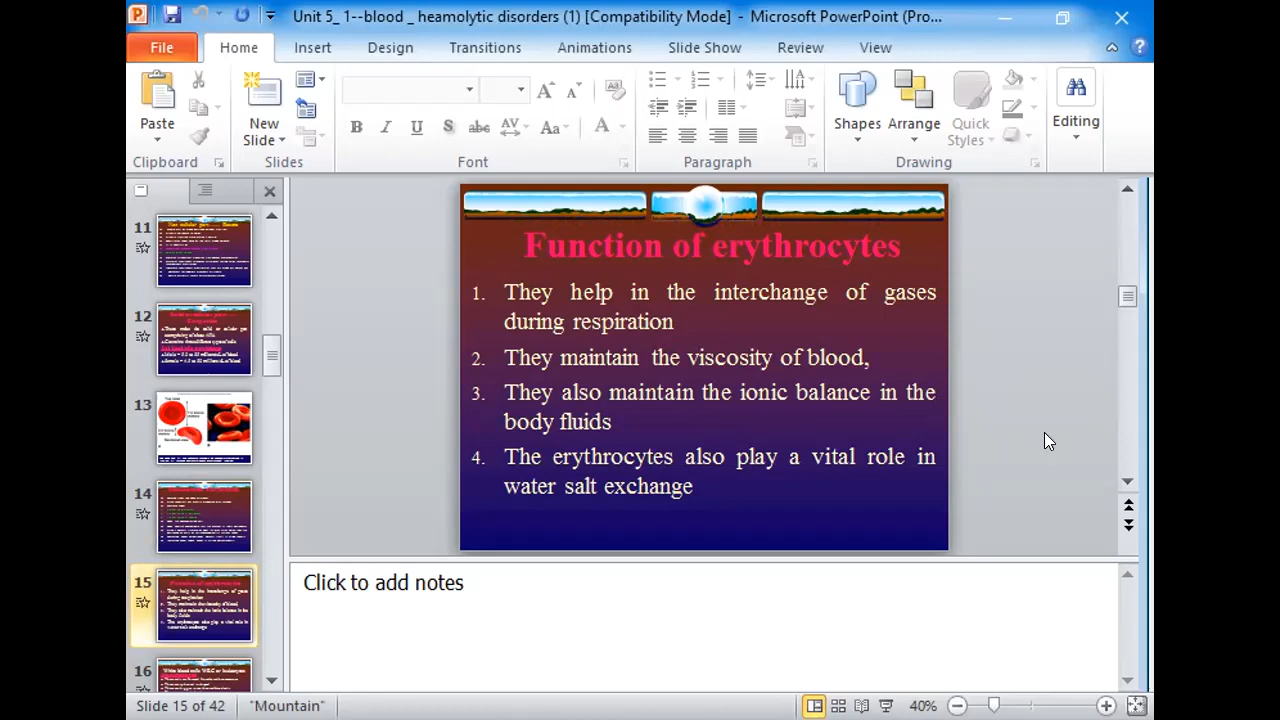 Unit 5_ 1--blood _ heamolytic disorders (1) [Compatibility Mode] - Microsoft PowerPoint (Pro...
File Home Insert Design Transitions Animations Slide Show Review View
Paste New Slide Shapes Arrange Quick Styles Editing
Clipboard Slides Font Paragraph Drawing
11
12
13
14
15
16
Function of erythrocytes
1. They help in the interchange of gases
during respiration
2. They maintain the viscosity of blood,
3. They also maintain the ionic balance in the
body fluids
4. The erythrocytes also play a vital role in
water salt exchange
Click to add notes
Slide 15 of 42 "Mountain" 40%